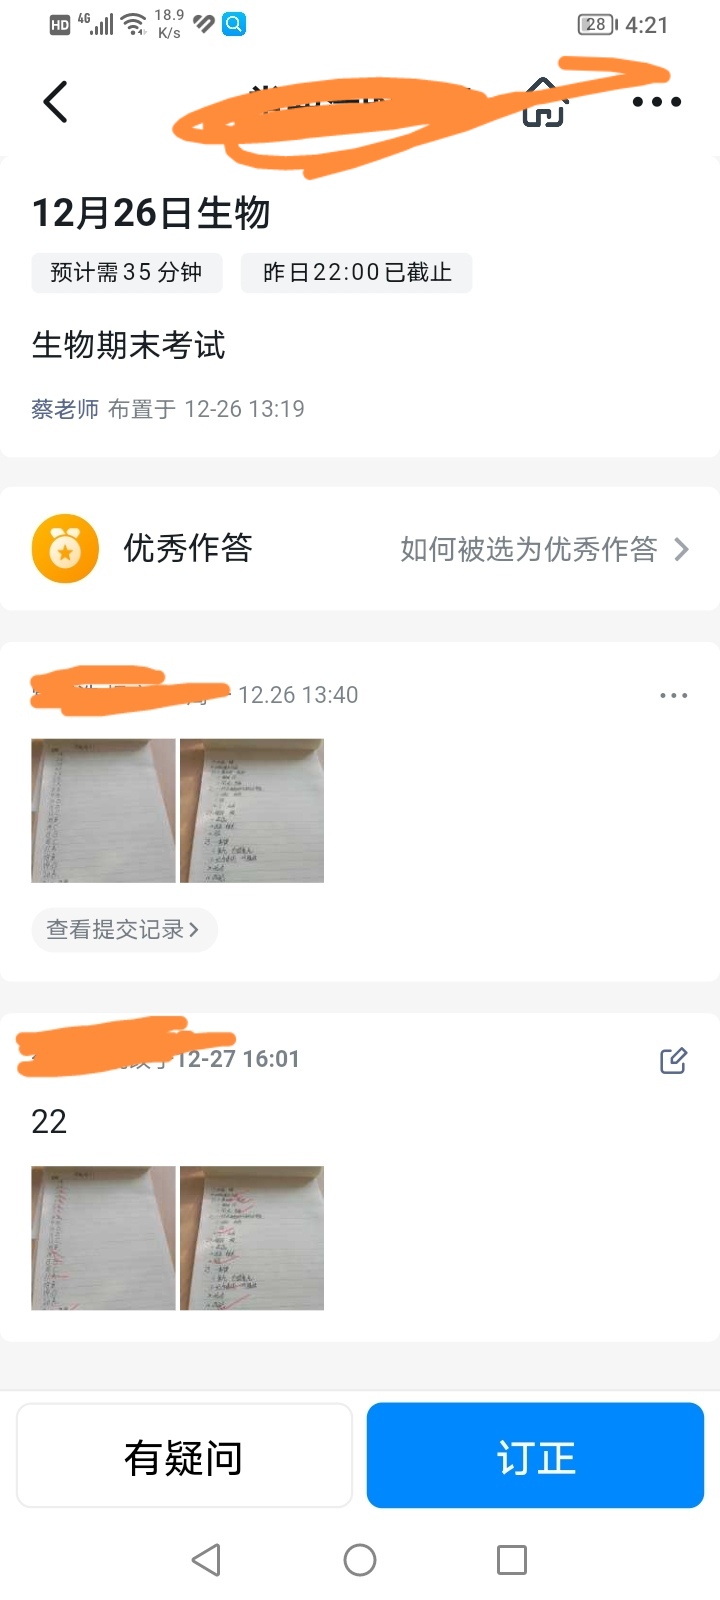 HD 4G 18.9 K/s 28 4:21
12月26日生物
预计需35分钟 昨日22:00已截止
生物期末考试
蔡老师 布置于 12-26 13:19
优秀作答 如何被选为优秀作答
12.26 13:40
查看提交记录
12-27 16:01
22
有疑问 订正